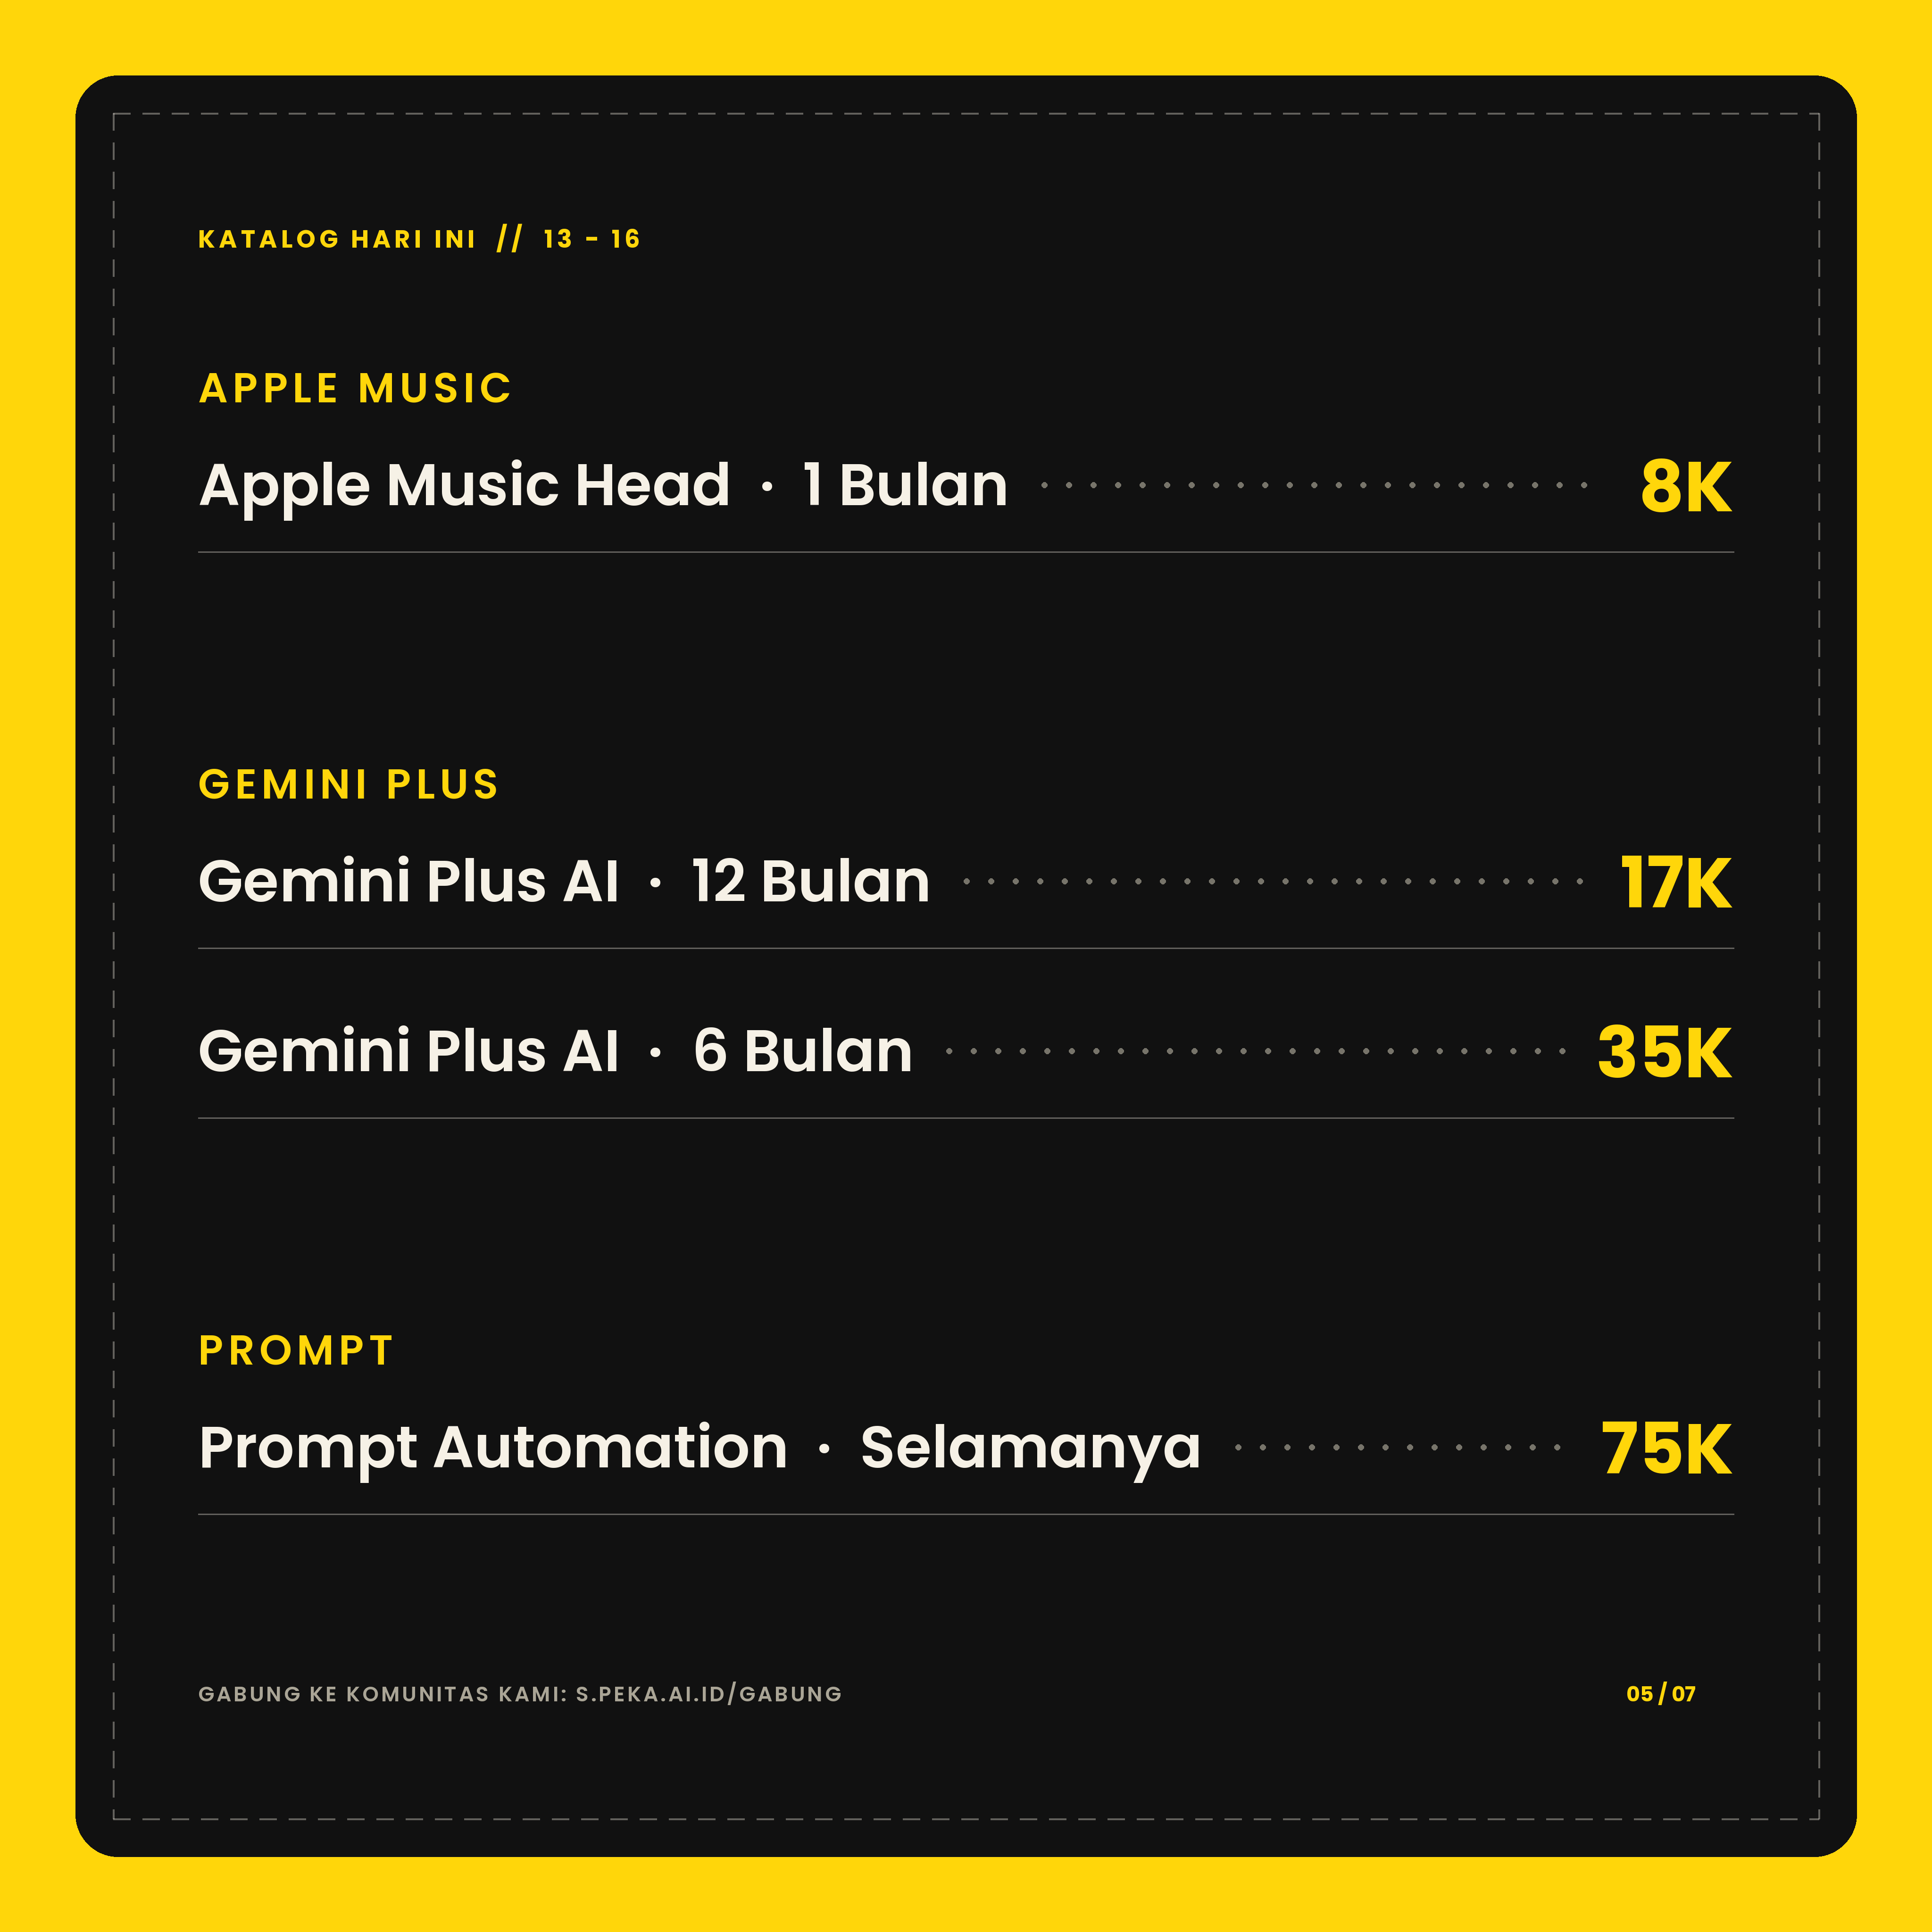 KATALOG HARI INI // 13 - 16
APPLE MUSIC
Apple Music Head · 1 Bulan 8K
GEMINI PLUS
Gemini Plus AI · 12 Bulan 17K
Gemini Plus AI · 6 Bulan 35K
PROMPT
Prompt Automation · Selamanya 75K
GABUNG KE KOMUNITAS KAMI: S.PEKA.AI.ID/GABUNG 05 / 07